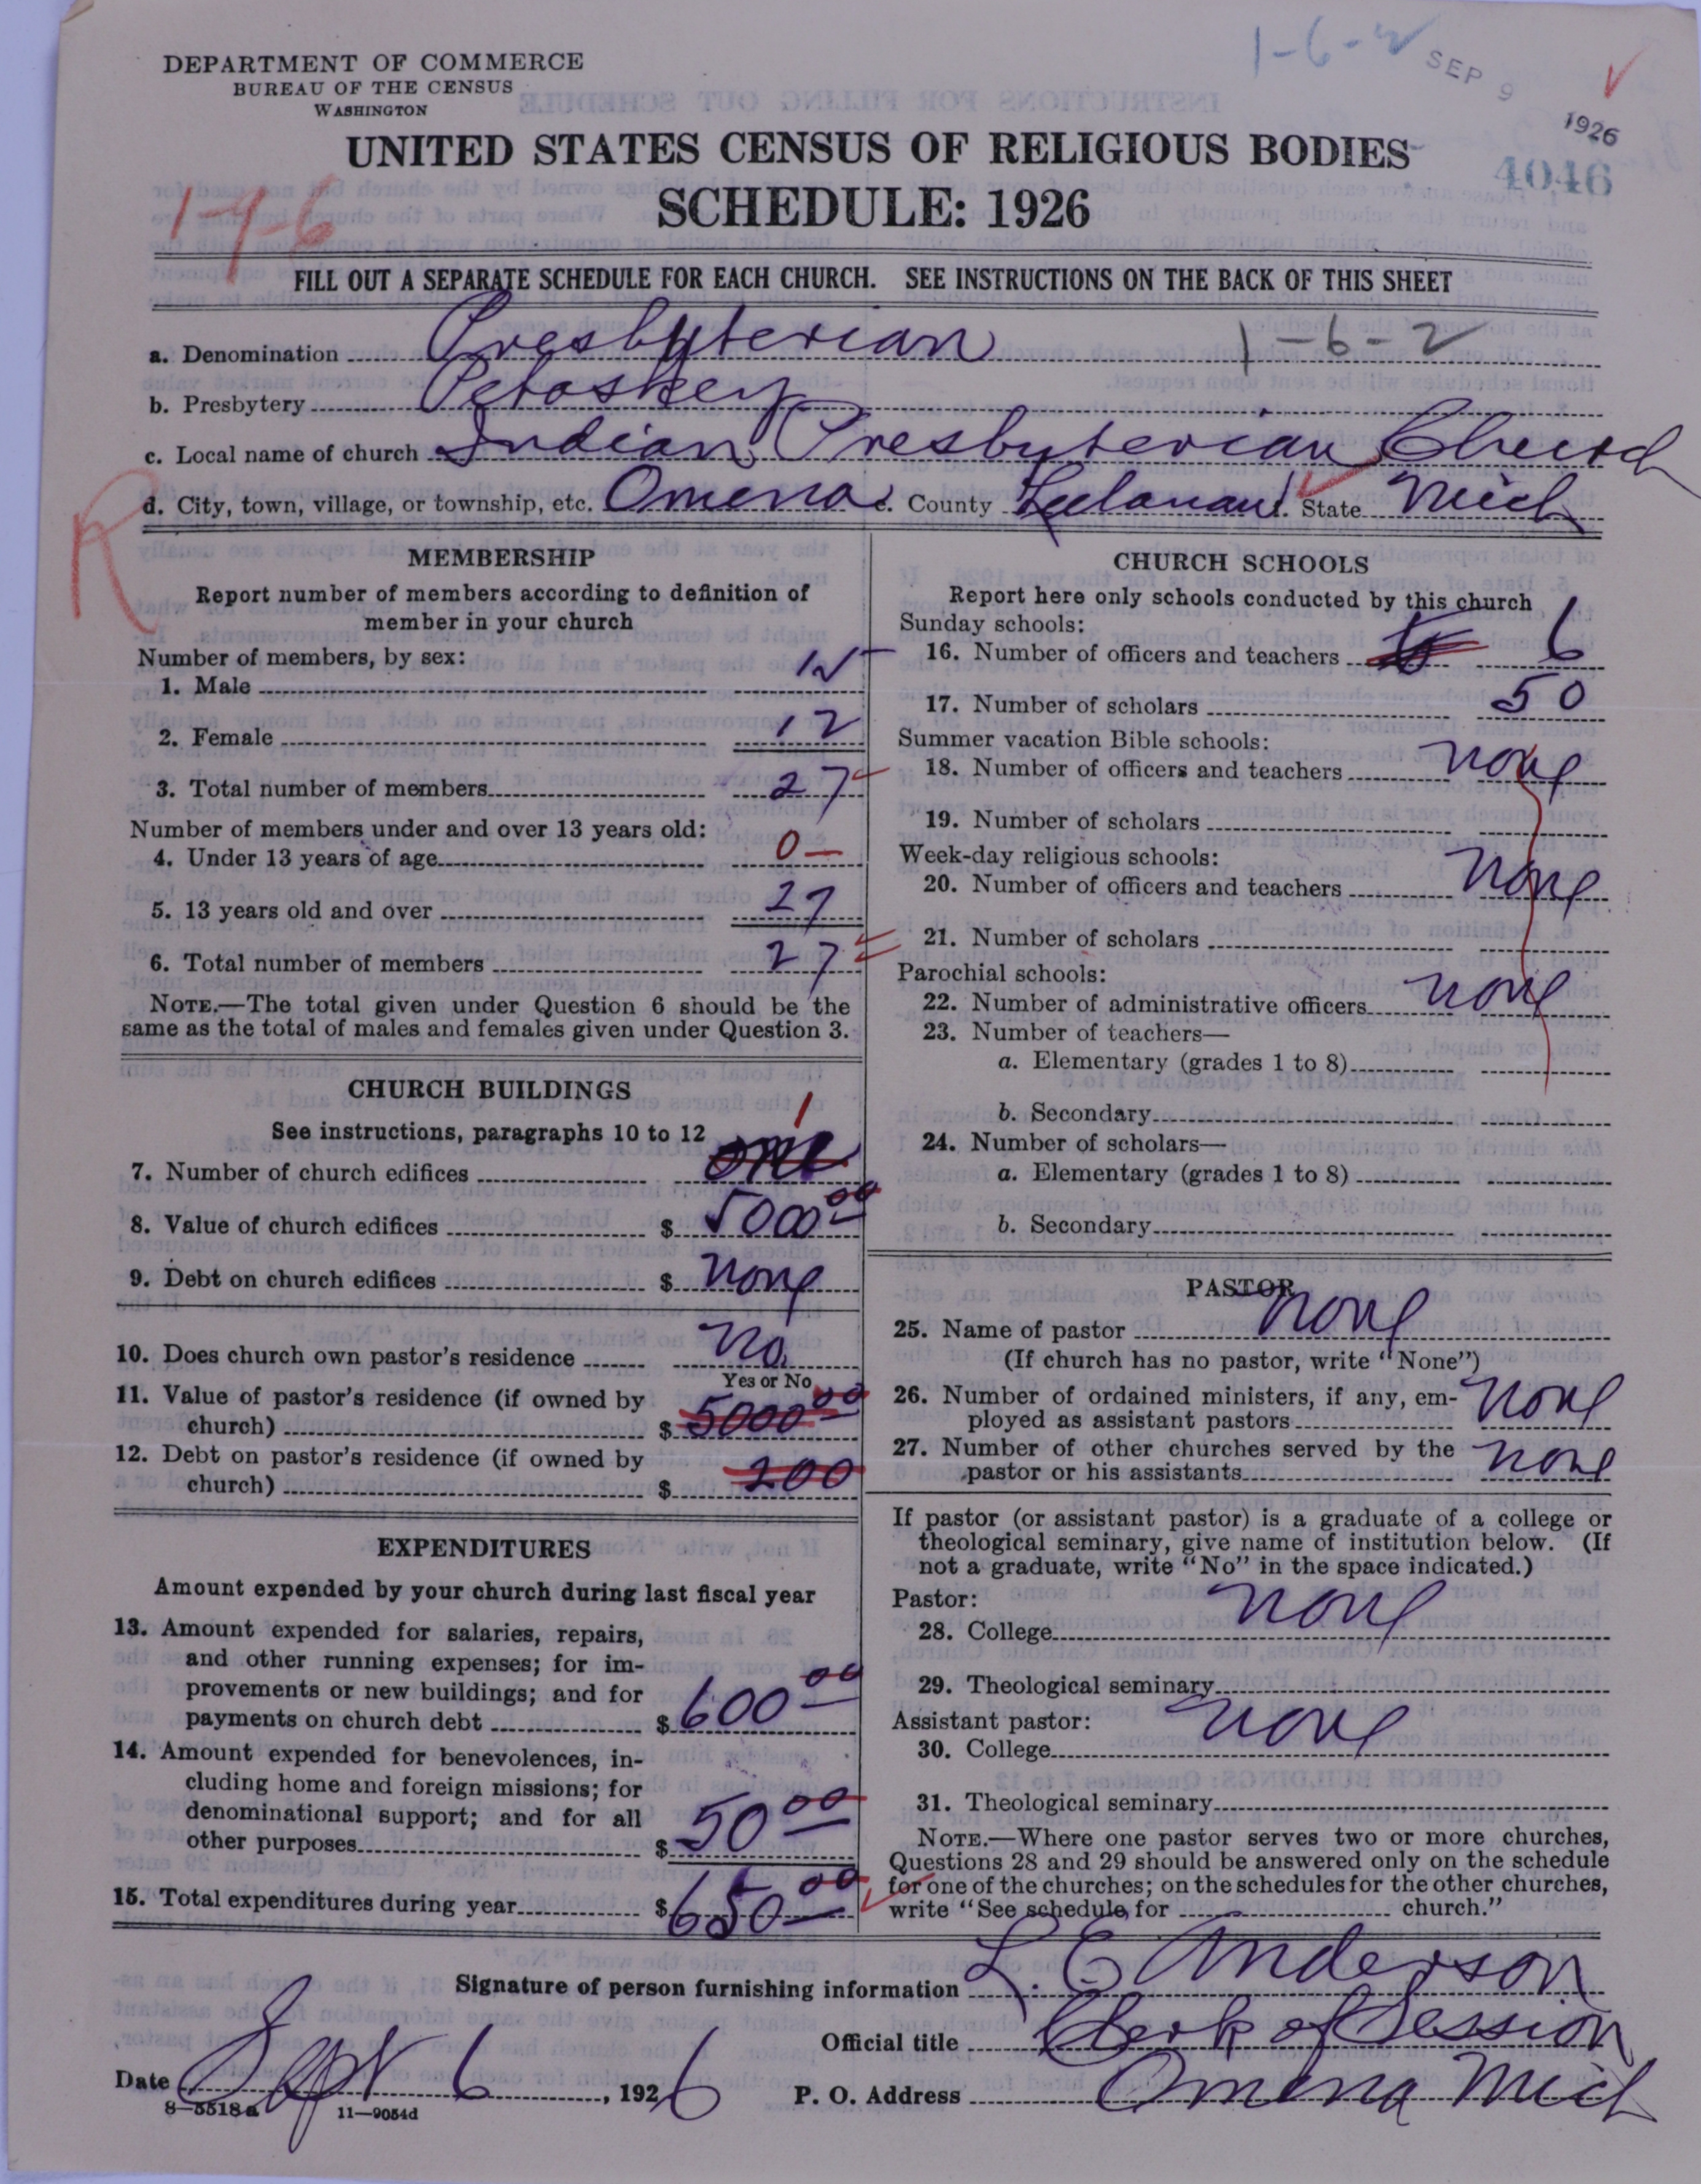 1-6-2
SEP 9 1926
4046
DEPARTMENT OF COMMERCE
BUREAU OF THE CENSUS
WASHINGTON
UNITED STATES CENSUS OF RELIGIOUS BODIES
SCHEDULE: 1926
FILL OUT A SEPARATE SCHEDULE FOR EACH CHURCH. SEE INSTRUCTIONS ON THE BACK OF THIS SHEET
a. Denomination Presbyterian 1-6-2
b. Presbytery Petoskey
c. Local name of church Indian Presbyterian Church
d. City, town, village, or township, etc. Omena e. County Leelanau f. State Mich
R
MEMBERSHIP
Report number of members according to definition of
member in your church
Number of members, by sex:
1. Male 15
2. Female 12
3. Total number of members 27
Number of members under and over 13 years old:
4. Under 13 years of age 0
5. 13 years old and over 27
6. Total number of members 27
NOTE.—The total given under Question 6 should be the
same as the total of males and females given under Question 3.
CHURCH BUILDINGS
See instructions, paragraphs 10 to 12
1
7. Number of church edifices one
8. Value of church edifices $ 5000 00
9. Debt on church edifices $ None
10. Does church own pastor's residence No
Yes or No
11. Value of pastor's residence (if owned by
church) $ 5000 00
12. Debt on pastor's residence (if owned by
church) $ 200
EXPENDITURES
Amount expended by your church during last fiscal year
13. Amount expended for salaries, repairs,
and other running expenses; for im-
provements or new buildings; and for
payments on church debt $ 600 00
14. Amount expended for benevolences, in-
cluding home and foreign missions; for
denominational support; and for all
other purposes $ 50 00
15. Total expenditures during year $ 650 00
CHURCH SCHOOLS
Report here only schools conducted by this church
Sunday schools:
16. Number of officers and teachers 6
17. Number of scholars 50
Summer vacation Bible schools:
18. Number of officers and teachers None
19. Number of scholars
Week-day religious schools:
20. Number of officers and teachers None
21. Number of scholars
Parochial schools:
22. Number of administrative officers None
23. Number of teachers—
a. Elementary (grades 1 to 8)
b. Secondary
24. Number of scholars—
a. Elementary (grades 1 to 8)
b. Secondary
PASTOR
25. Name of pastor None
(If church has no pastor, write "None")
26. Number of ordained ministers, if any, em-
ployed as assistant pastors None
27. Number of other churches served by the
pastor or his assistants None
If pastor (or assistant pastor) is a graduate of a college or
theological seminary, give name of institution below. (If
not a graduate, write "No" in the space indicated.)
Pastor:
28. College None
29. Theological seminary
Assistant pastor:
30. College None
31. Theological seminary
NOTE.—Where one pastor serves two or more churches,
Questions 28 and 29 should be answered only on the schedule
for one of the churches; on the schedules for the other churches,
write "See schedule for church."
Signature of person furnishing information L. E. Anderson
Official title Clerk of Session
Date Sept 6, 1926 P. O. Address Omena Mich
8—5518a 11—9054d